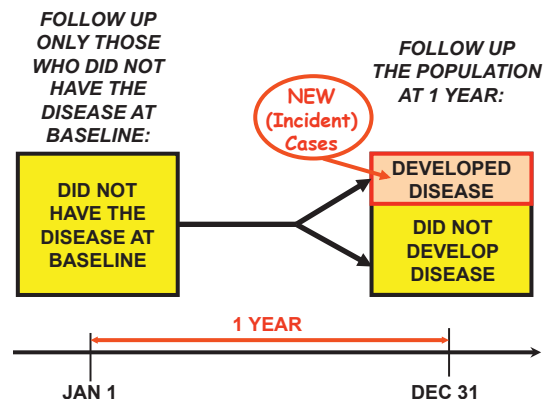 FOLLOW UP
ONLY THOSE
WHO DID NOT
HAVE THE
DISEASE AT
BASELINE:
FOLLOW UP
THE POPULATION
AT 1 YEAR:
NEW
(Incident)
Cases
DID NOT
HAVE THE
DISEASE AT
BASELINE
DEVELOPED
DISEASE
DID NOT
DEVELOP
DISEASE
1 YEAR
JAN 1
DEC 31